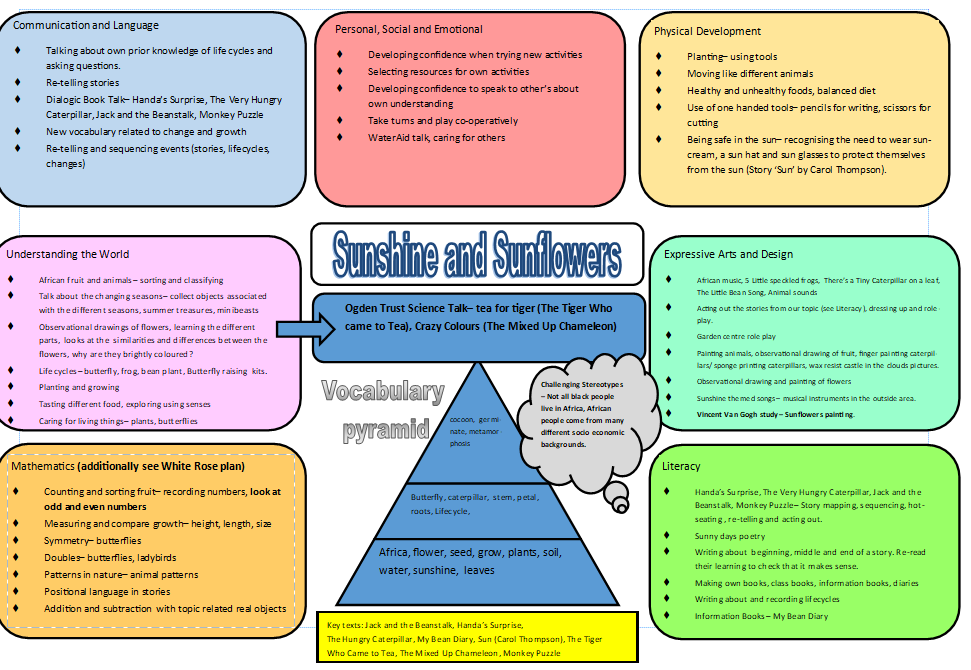 Communication and Language
♦ Talking about own prior knowledge of lifecycles and
asking questions.
♦ Re-telling stories
♦ Dialogic Book Talk– Handa's Surprise, The Very Hungry
Caterpillar, Jack and the Beanstalk, Monkey Puzzle
♦ New vocabulary related to change and growth
♦ Re-telling and sequencing events (stories, lifecycles,
changes)
Personal, Social and Emotional
♦ Developing confidence when trying new activities
♦ Selecting resources for own activities
♦ Developing confidence to speak to other's about
own understanding
♦ Take turns and play co-operatively
♦ WaterAid talk, caring for others
Physical Development
♦ Planting– using tools
♦ Moving like different animals
♦ Healthy and unhealthy foods, balanced diet
♦ Use of one handed tools– pencils for writing, scissors for
cutting
♦ Being safe in the sun– recognising the need to wear sun-
cream, a sun hat and sun glasses to protect themselves
from the sun (Story 'Sun' by Carol Thompson).
Understanding the World
♦ African fruit and animals– sorting and classifying
♦ Talk about the changing seasons– collect objects associated
with the different seasons, summer treasures, minibeasts
♦ Observational drawings of flowers, learning the different
parts, looks at the similarities and differences between the
flowers, why are they brightly coloured?
♦ Life cycles– butterfly, frog, bean plant, Butterfly raising kits.
♦ Planting and growing
♦ Tasting different food, exploring using senses
♦ Caring for living things– plants, butterflies
Sunshine and Sunflowers
Ogden Trust Science Talk– tea for tiger (The Tiger Who
came to Tea), Crazy Colours (The Mixed Up Chameleon)
Expressive Arts and Design
♦ African music, 5 Little speckled frogs, There's a Tiny Caterpillar on a leaf,
The Little Bean Song, Animal sounds
♦ Acting out the stories from our topic (see Literacy), dressing up and role
play.
♦ Garden centre role play
♦ Painting animals, observational drawing of fruit, finger painting caterpil-
lars/ sponge printing caterpillars, wax resist castle in the clouds pictures.
♦ Observational drawing and painting of flowers
♦ Sunshine themed songs– musical instruments in the outside area.
♦ Vincent Van Gogh study– Sunflowers painting.
Vocabulary
pyramid
cocoon, germi-
nate, metamor-
phosis
Butterfly, caterpillar, stem, petal,
roots, Lifecycle,
Africa, flower, seed, grow, plants, soil,
water, sunshine, leaves
Challenging Stereotypes
– Not all black people
live in Africa, African
people come from many
different socio economic
backgrounds.
Mathematics (additionally see White Rose plan)
♦ Counting and sorting fruit– recording numbers, look at
odd and even numbers
♦ Measuring and compare growth– height, length, size
♦ Symmetry– butterflies
♦ Doubles– butterflies, ladybirds
♦ Patterns in nature– animal patterns
♦ Positional language in stories
♦ Addition and subtraction with topic related real objects
Literacy
♦ Handa's Surprise, The Very Hungry Caterpillar, Jack and the
Beanstalk, Monkey Puzzle– Story mapping, sequencing, hot-
seating, re-telling and acting out.
♦ Sunny days poetry
♦ Writing about beginning, middle and end of a story. Re-read
their learning to check that it makes sense.
♦ Making own books, class books, information books, diaries
♦ Writing about and recording lifecycles
♦ Information Books– My Bean Diary
Key texts: Jack and the Beanstalk, Handa's Surprise,
The Hungry Caterpillar, My Bean Diary, Sun (Carol Thompson), The Tiger
Who Came to Tea, The Mixed Up Chameleon, Monkey Puzzle